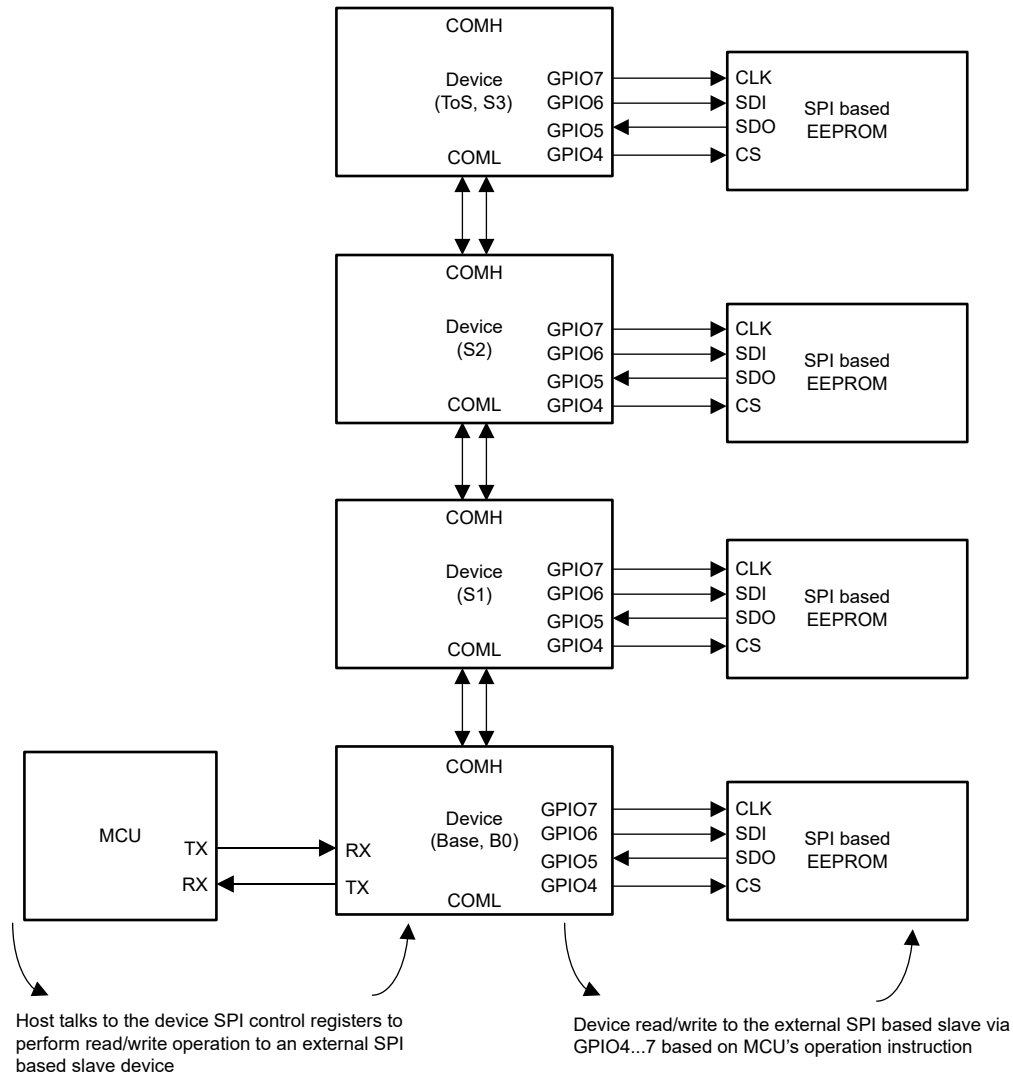 COMH
Device
(ToS, S3)
COML
GPIO7
GPIO6
GPIO5
GPIO4
CLK
SDI
SDO
CS
SPI based
EEPROM
COMH
Device
(S2)
COML
GPIO7
GPIO6
GPIO5
GPIO4
CLK
SDI
SDO
CS
SPI based
EEPROM
COMH
Device
(S1)
COML
GPIO7
GPIO6
GPIO5
GPIO4
CLK
SDI
SDO
CS
SPI based
EEPROM
MCU
TX
RX
COMH
Device
(Base, B0)
RX
TX
COML
GPIO7
GPIO6
GPIO5
GPIO4
CLK
SDI
SDO
CS
SPI based
EEPROM
Host talks to the device SPI control registers to
perform read/write operation to an external SPI
based slave device
Device read/write to the external SPI based slave via
GPIO4...7 based on MCU's operation instruction